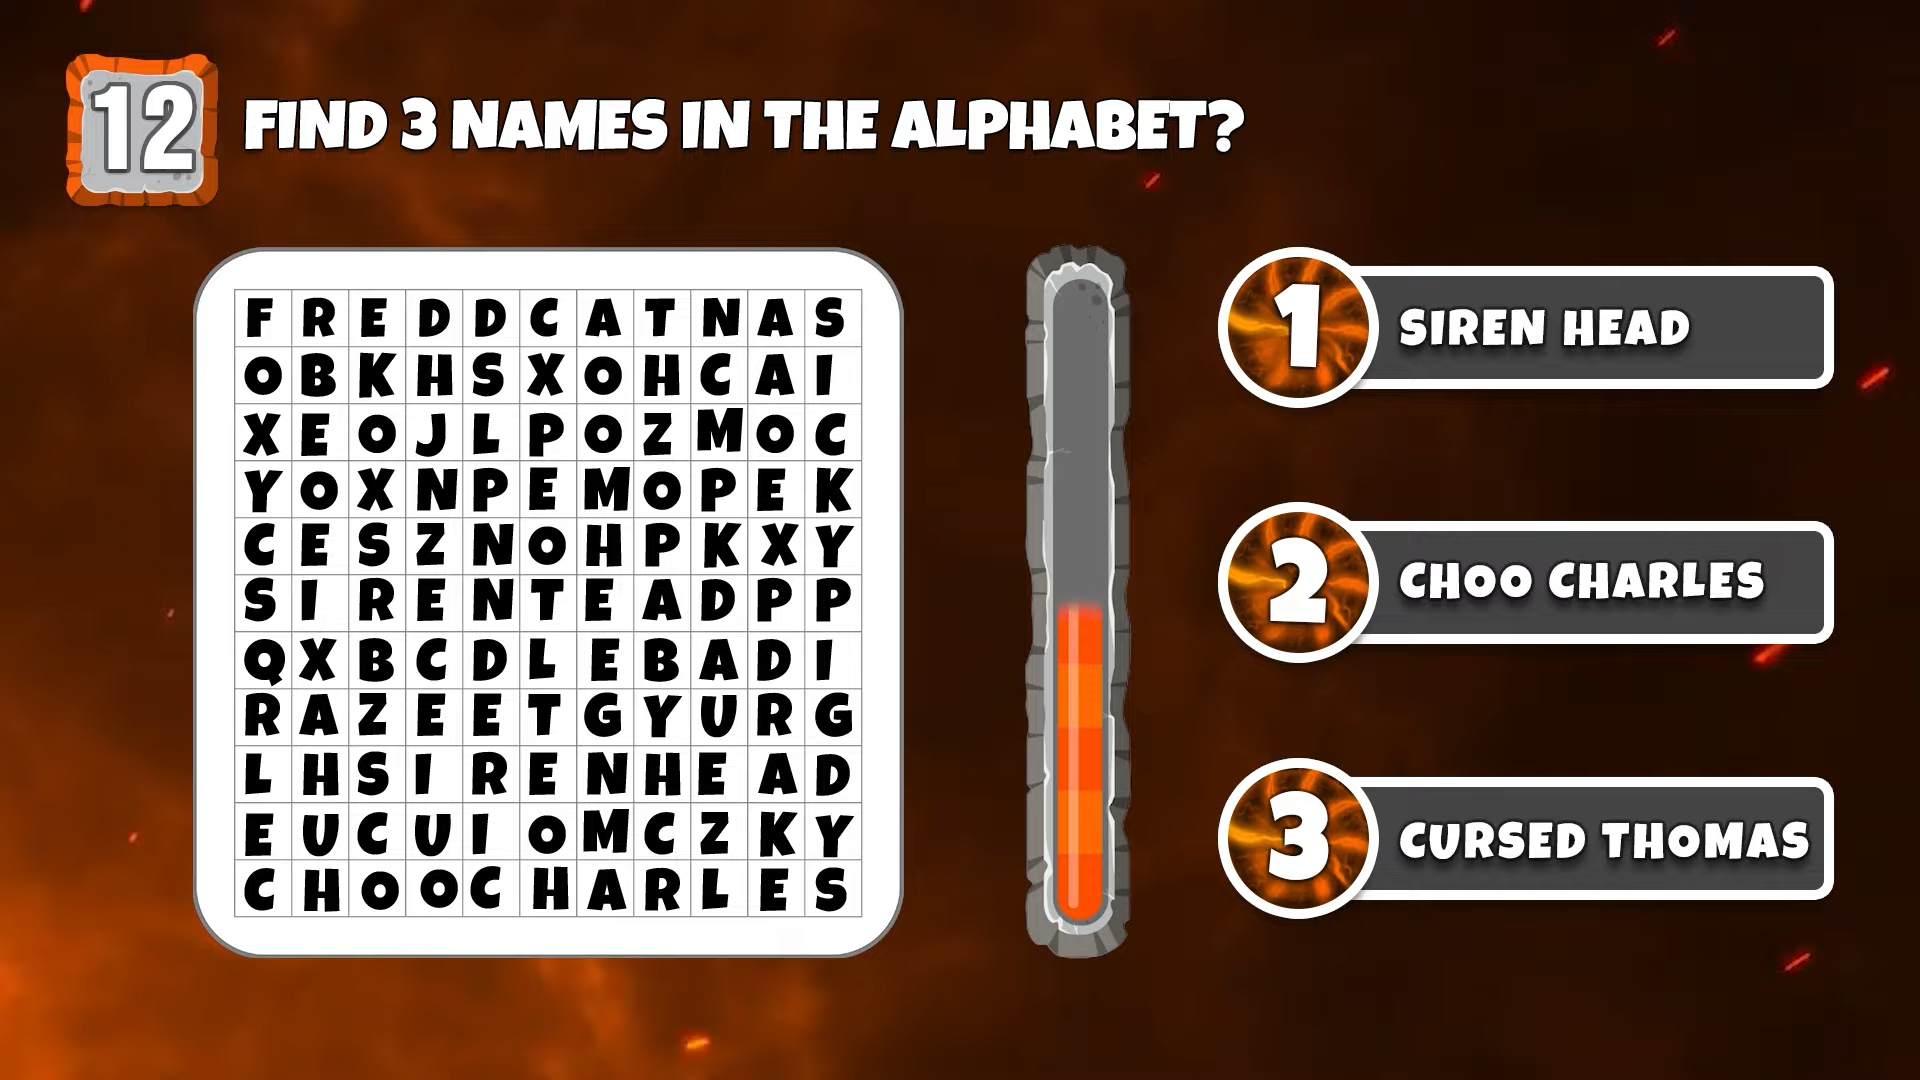 12
FIND 3 NAMES IN THE ALPHABET?
F R E D D C A T N A S
O B K H S X O H C A I
X E O J L P O Z M O C
Y O X N P E M O P E K
C E S Z N O H P K X Y
S I R E N T E A D P P
Q X B C D L E B A D I
R A Z E E T G Y U R G
L H S I R E N H E A D
E U C U I O M C Z K Y
C H O O C H A R L E S
1
SIREN HEAD
2
CHOO CHARLES
3
CURSED THOMAS